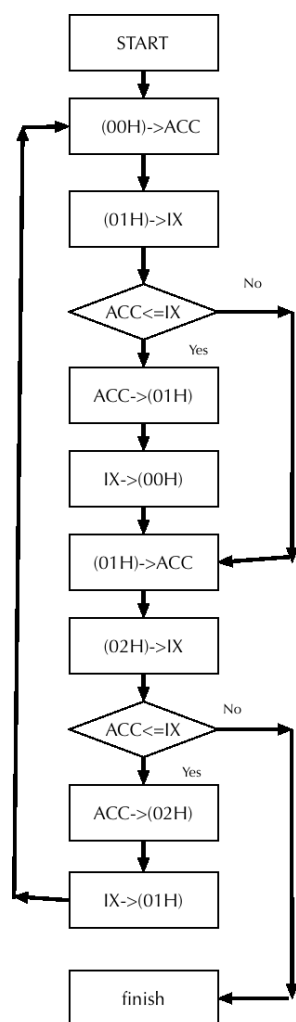 START
(00H)->ACC
(01H)->IX
No
ACC<=IX
Yes
ACC->(01H)
IX->(00H)
(01H)->ACC
(02H)->IX
No
ACC<=IX
Yes
ACC->(02H)
IX->(01H)
finish